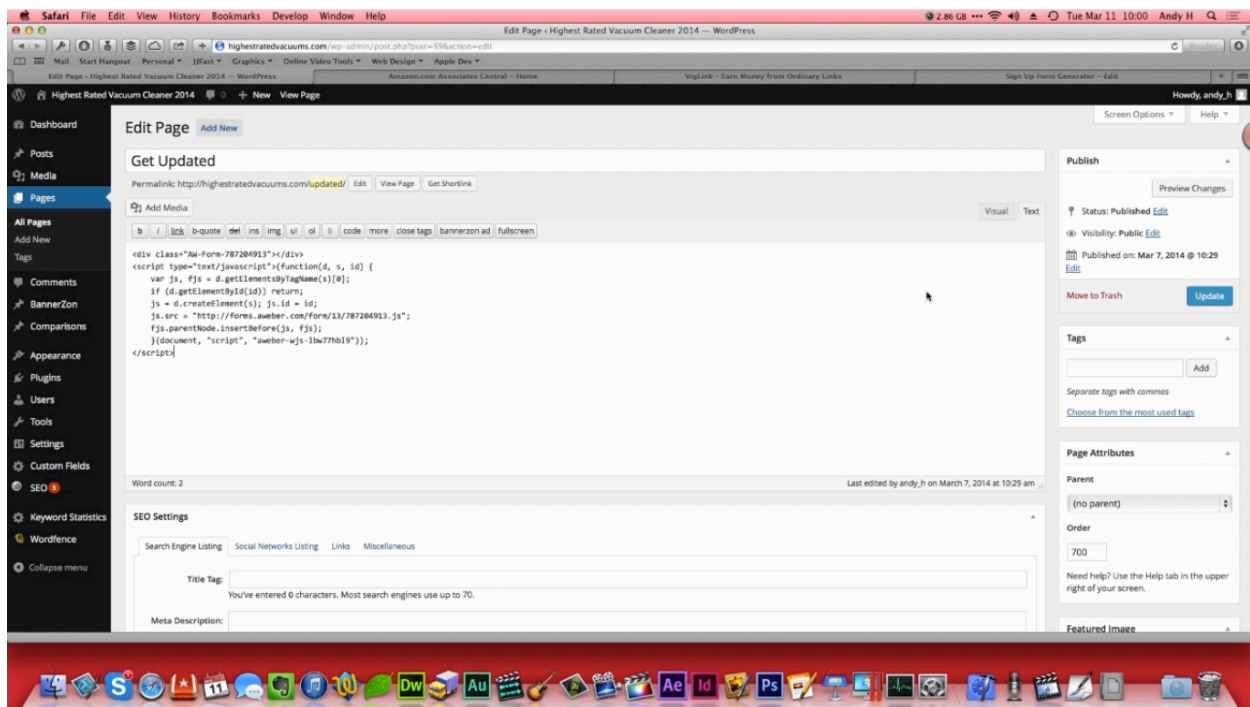 Safari File Edit View History Bookmarks Develop Window Help 2.86 GB Tue Mar 11 10:00 Andy H
Edit Page ‹ Highest Rated Vacuum Cleaner 2014 — WordPress
highestratedvacuums.com/wp-admin/post.php?post=59&action=edit Reader
Mail Start Hangout Personal JJFast Graphics Online Video Tools Web Design Apple Dev
Edit Page ‹ Highest Rated Vacuum Cleaner 2014 — WordPress Amazon.com Associates Central – Home VigLink – Earn Money from Ordinary Links Sign Up Form Generator – Edit
Highest Rated Vacuum Cleaner 2014 0 + New View Page Howdy, andy_h
Screen Options Help
Dashboard
Posts
Media
Pages
All Pages
Add New
Tags
Comments
BannerZon
Comparisons
Appearance
Plugins
Users
Tools
Settings
Custom Fields
SEO 3
Keyword Statistics
Wordfence
Collapse menu
Edit Page Add New
Get Updated
Permalink: http://highestratedvacuums.com/updated/ Edit View Page Get Shortlink
Add Media Visual Text
b i link b-quote del ins img ul ol li code more close tags bannerzon ad fullscreen
<div class="AW-Form-787204913"></div>
<script type="text/javascript">(function(d, s, id) {
var js, fjs = d.getElementsByTagName(s)[0];
if (d.getElementById(id)) return;
js = d.createElement(s); js.id = id;
js.src = "http://forms.aweber.com/form/13/787204913.js";
fjs.parentNode.insertBefore(js, fjs);
}(document, "script", "aweber-wjs-lbw77hbl9"));
</script>
Word count: 2 Last edited by andy_h on March 7, 2014 at 10:29 am
SEO Settings
Search Engine Listing Social Networks Listing Links Miscellaneous
Title Tag:
You've entered 0 characters. Most search engines use up to 70.
Meta Description:
Publish
Preview Changes
Status: Published Edit
Visibility: Public Edit
Published on: Mar 7, 2014 @ 10:29
Edit
Move to Trash Update
Tags
Add
Separate tags with commas
Choose from the most used tags
Page Attributes
Parent
(no parent)
Order
700
Need help? Use the Help tab in the upper
right of your screen.
Featured Image
11 Dw Au Ae Id Ps